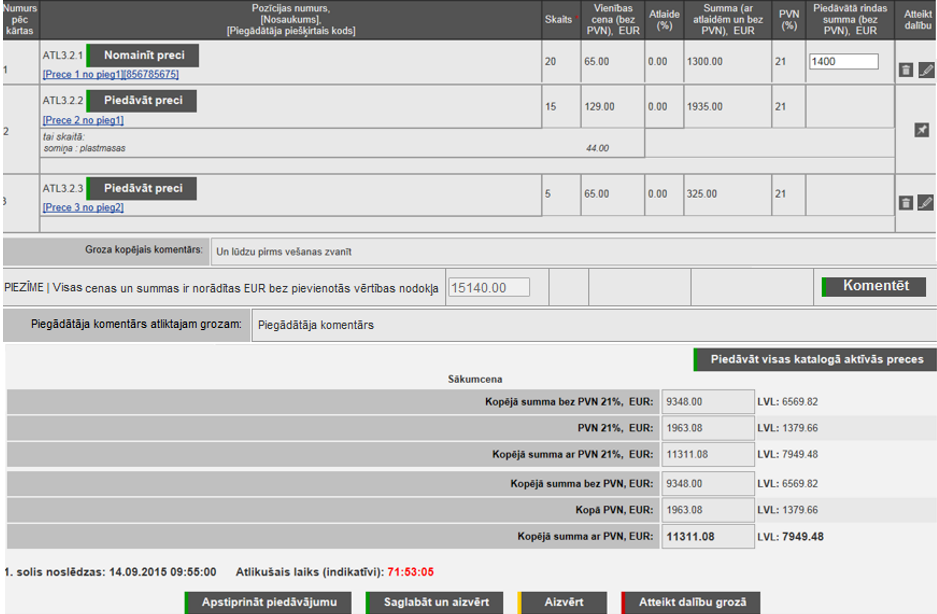 Numurs pēc kārtas
Pozīcijas numurs, [Nosaukums], [Piegādātāja piešķirtais kods]
Skaits *
Vienības cena (bez PVN), EUR
Atlaide (%)
Summa (ar atlaidēm un bez PVN), EUR
PVN (%)
Piedāvātā rindas summa (bez PVN), EUR
Atteikt dalību
1
ATL3.2.1 Nomainīt preci
[Prece 1 no pieg1][856785675]
20 65.00 0.00 1300.00 21 1400
2
ATL3.2.2 Piedāvāt preci
[Prece 2 no pieg1]
15 129.00 0.00 1935.00 21
tai skaitā:
somiņa : plastmasas 44.00
3
ATL3.2.3 Piedāvāt preci
[Prece 3 no pieg2]
5 65.00 0.00 325.00 21
Groza kopējais komentārs: Un lūdzu pirms vešanas zvanīt
PIEZĪME | Visas cenas un summas ir norādītas EUR bez pievienotās vērtības nodokļa 15140.00 Komentēt
Piegādātāja komentārs atliktajam grozam: Piegādātāja komentārs
Piedāvāt visas katalogā aktīvās preces
Sākumcena
Kopējā summa bez PVN 21%, EUR: 9348.00 LVL: 6569.82
PVN 21%, EUR: 1963.08 LVL: 1379.66
Kopējā summa ar PVN 21%, EUR: 11311.08 LVL: 7949.48
Kopējā summa bez PVN, EUR: 9348.00 LVL: 6569.82
Kopā PVN, EUR: 1963.08 LVL: 1379.66
Kopējā summa ar PVN, EUR: 11311.08 LVL: 7949.48
1. solis noslēdzas: 14.09.2015 09:55:00 Atlikušais laiks (indikatīvi): 71:53:05
Apstiprināt piedāvājumu Saglabāt un aizvērt Aizvērt Atteikt dalību grozā